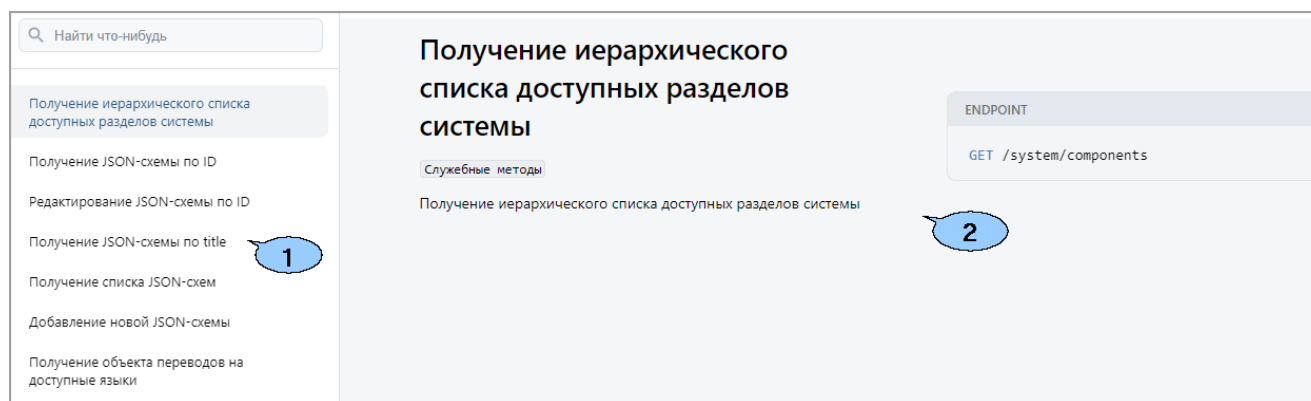 Найти что-нибудь
Получение иерархического списка
доступных разделов системы
Получение JSON-схемы по ID
Редактирование JSON-схемы по ID
Получение JSON-схемы по title
1
Получение списка JSON-схем
Добавление новой JSON-схемы
Получение объекта переводов на
доступные языки
Получение иерархического
списка доступных разделов
системы
Служебные методы
Получение иерархического списка доступных разделов системы
2
ENDPOINT
GET /system/components